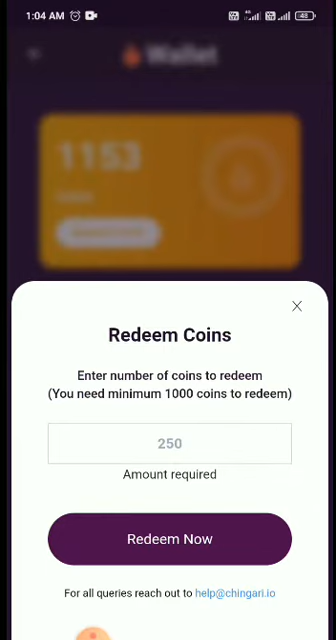 1:04 AM
48
Wallet
1153
Redeem Coins
Enter number of coins to redeem
(You need minimum 1000 coins to redeem)
250
Amount required
Redeem Now
For all queries reach out to help@chingari.io